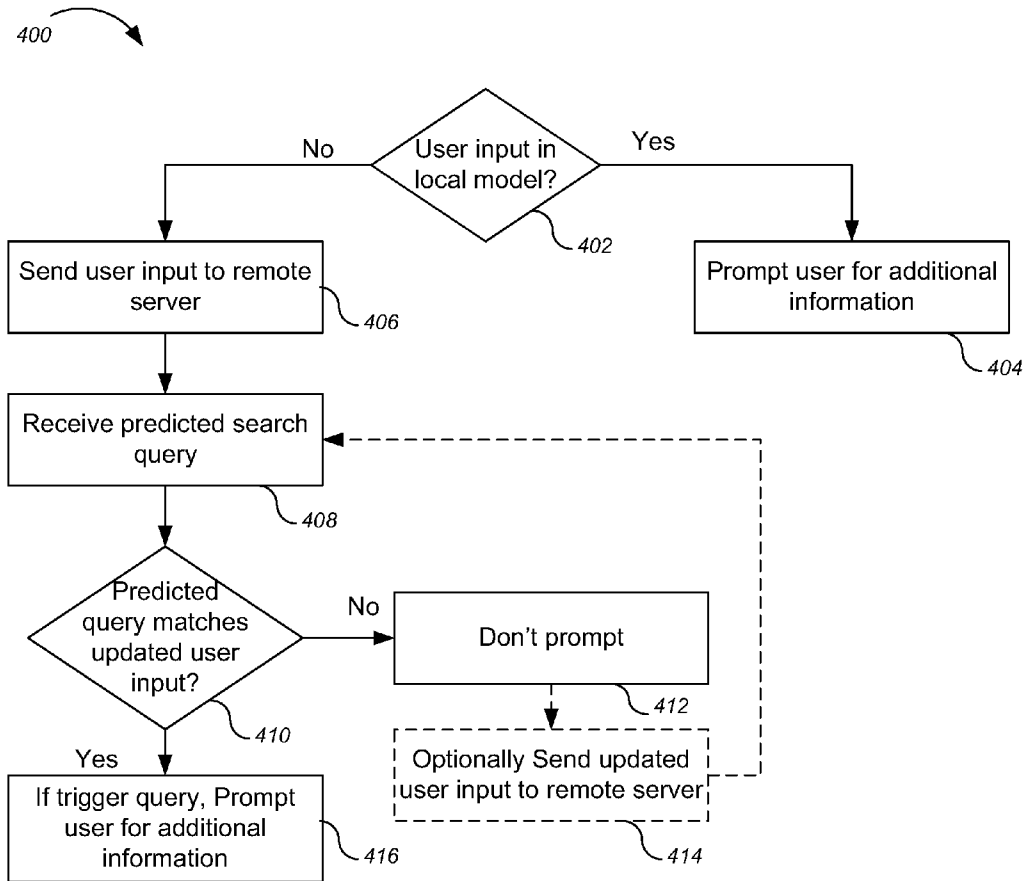 400
User input in
local model?
No
Yes
402
Send user input to remote
server
406
Prompt user for additional
information
404
Receive predicted search
query
408
Predicted
query matches
updated user
input?
410
No
Don't prompt
412
Optionally Send updated
user input to remote server
414
Yes
If trigger query, Prompt
user for additional
information
416